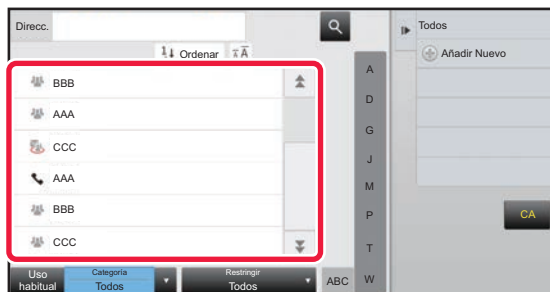 Direcc.
Ordenar
BBB
AAA
CCC
AAA
BBB
CCC
A
D
G
J
M
P
T
W
ABC
Uso
habitual
Categoría
Todos
Restringir
Todos
Todos
Añadir Nuevo
CA